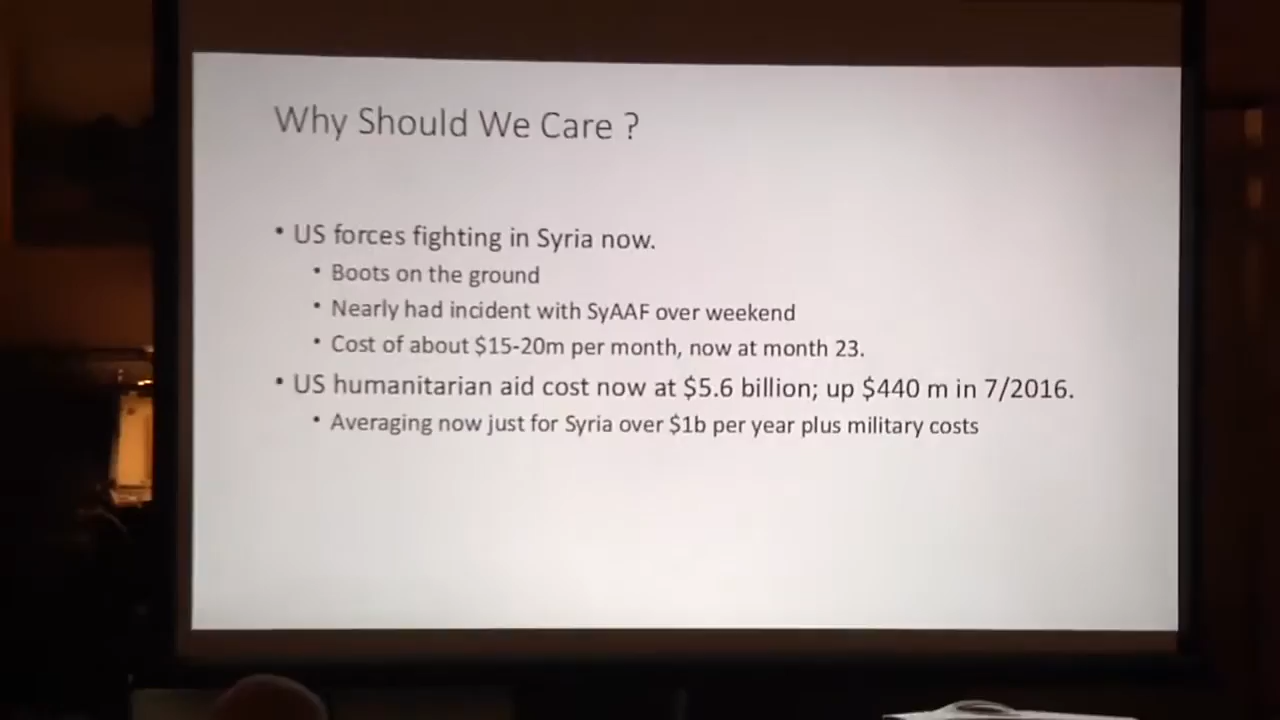 Why Should We Care ?
• US forces fighting in Syria now.
• Boots on the ground
• Nearly had incident with SyAAF over weekend
• Cost of about $15-20m per month, now at month 23.
• US humanitarian aid cost now at $5.6 billion; up $440 m in 7/2016.
• Averaging now just for Syria over $1b per year plus military costs